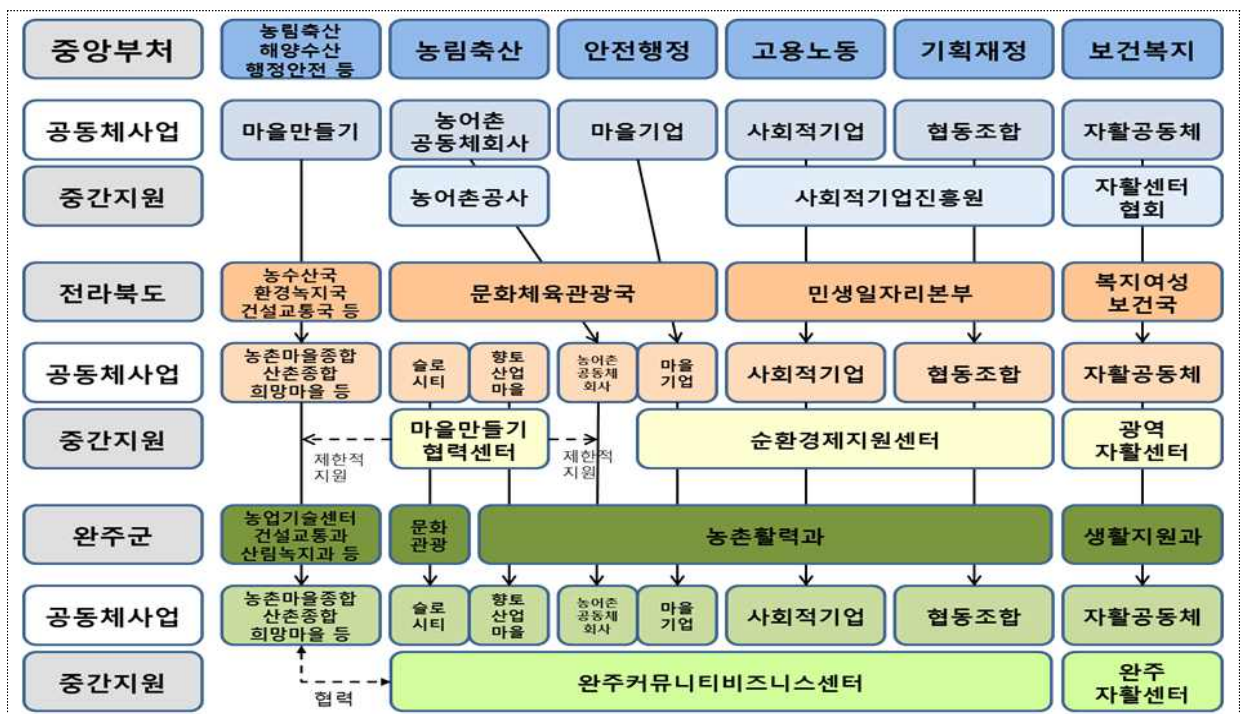 중앙부처
농림축산
해양수산
행정안전 등
농림축산
안전행정
고용노동
기획재정
보건복지
공동체사업
마을만들기
농어촌
공동체회사
마을기업
사회적기업
협동조합
자활공동체
중간지원
농어촌공사
사회적기업진흥원
자활센터
협회
전라북도
농수산국
환경녹지국
건설교통국 등
문화체육관광국
민생일자리본부
복지여성
보건국
공동체사업
농촌마을종합
산촌종합
희망마을 등
슬로
시티
향토
산업
마을
농어촌
공동체
회사
마을
기업
사회적기업
협동조합
자활공동체
중간지원
제한적
지원
마을만들기
협력센터
제한적
지원
순환경제지원센터
광역
자활센터
완주군
농업기술센터
건설교통과
산림녹지과 등
문화
관광
농촌활력과
생활지원과
공동체사업
농촌마을종합
산촌종합
희망마을 등
슬로
시티
향토
산업
마을
농어촌
공동체
회사
마을
기업
사회적기업
협동조합
자활공동체
중간지원
협력
완주커뮤니티비즈니스센터
완주
자활센터